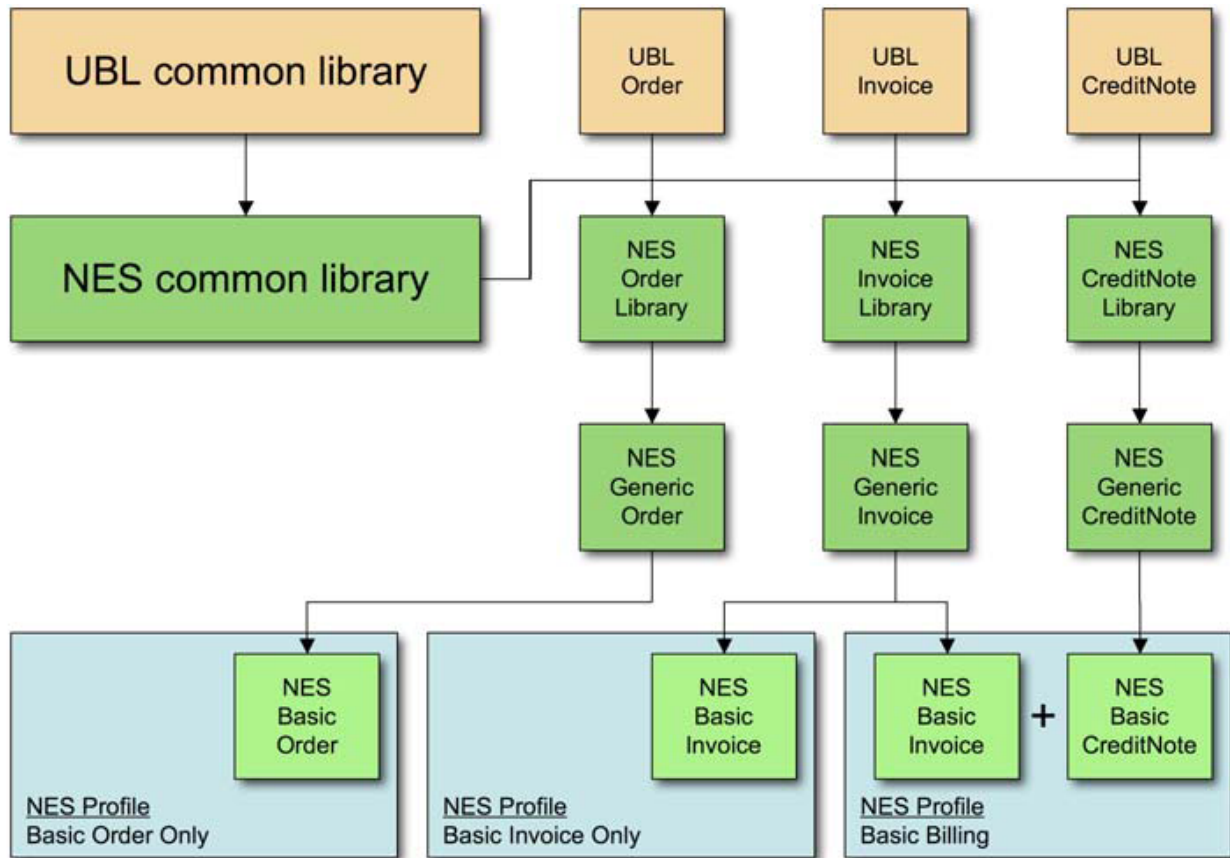 UBL common library
UBL
Order
UBL
Invoice
UBL
CreditNote
NES common library
NES
Order
Library
NES
Invoice
Library
NES
CreditNote
Library
NES
Generic
Order
NES
Generic
Invoice
NES
Generic
CreditNote
NES
Basic
Order
NES Profile
Basic Order Only
NES
Basic
Invoice
NES Profile
Basic Invoice Only
NES
Basic
Invoice
+
NES
Basic
CreditNote
NES Profile
Basic Billing